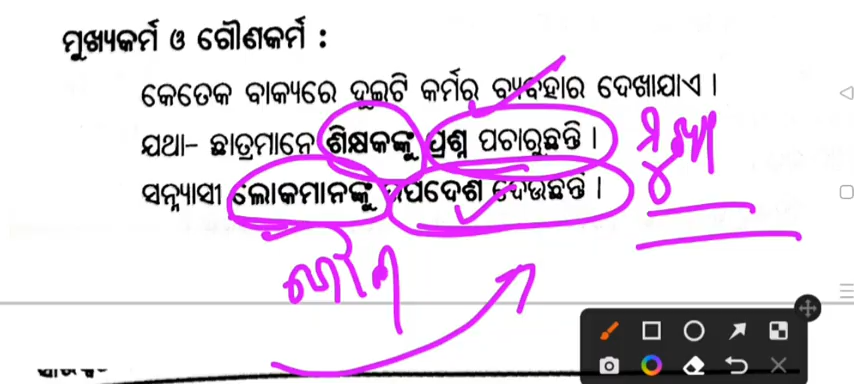 ମୁଖ୍ୟକର୍ମ ଓ ଗୌଣକର୍ମ :
କେତେକ ବାକ୍ୟରେ ଦୁଇଟି କର୍ମର ବ୍ୟବହାର ଦେଖାଯାଏ ।
ଯଥା- ଛାତ୍ରମାନେ ଶିକ୍ଷକଙ୍କୁ ପ୍ରଶ୍ନ ପଚାରୁଛନ୍ତି ।
ମୁଖ୍ୟ
ସନ୍ନ୍ୟାସୀ ଲୋକମାନଙ୍କୁ ଉପଦେଶ ଦେଉଛନ୍ତି ।
ଗୌଣ